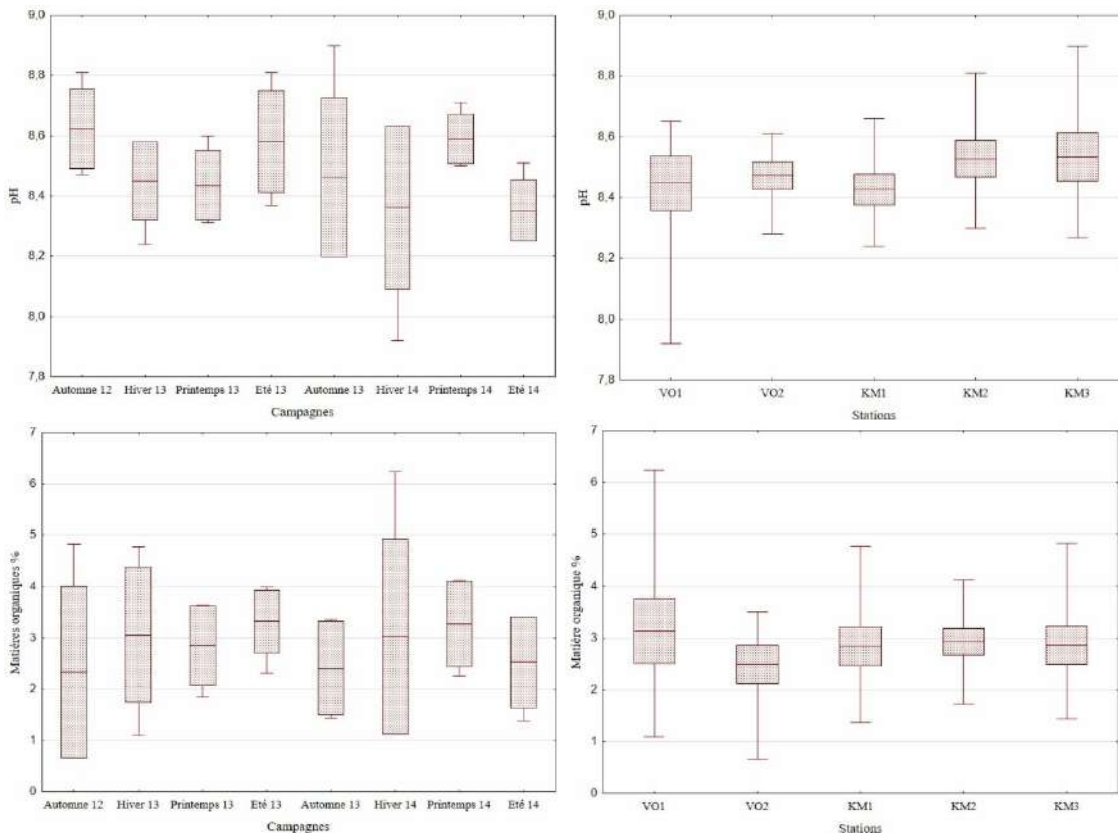 9,0
8,8
8,6
8,4
8,2
8,0
7,8
pH
Automne 12 Hiver 13 Printemps 13 Eté 13 Automne 13 Hiver 14 Printemps 14 Eté 14
Campagnes
9,0
8,8
8,6
8,4
8,2
8,0
7,8
pH
VO1 VO2 KM1 KM2 KM3
Stations
7
6
5
4
3
2
1
0
Matières organiques %
Automne 12 Hiver 13 Printemps 13 Eté 13 Automne 13 Hiver 14 Printemps 14 Eté 14
Campagnes
7
6
5
4
3
2
1
0
Matière organique %
VO1 VO2 KM1 KM2 KM3
Stations